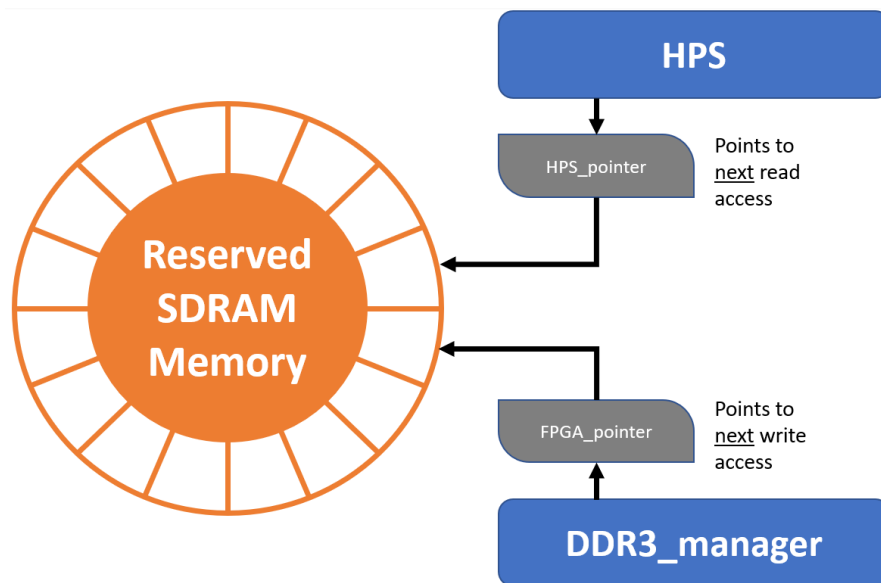 HPS
HPS_pointer
Points to
next read
access
Reserved
SDRAM
Memory
FPGA_pointer
Points to
next write
access
DDR3_manager